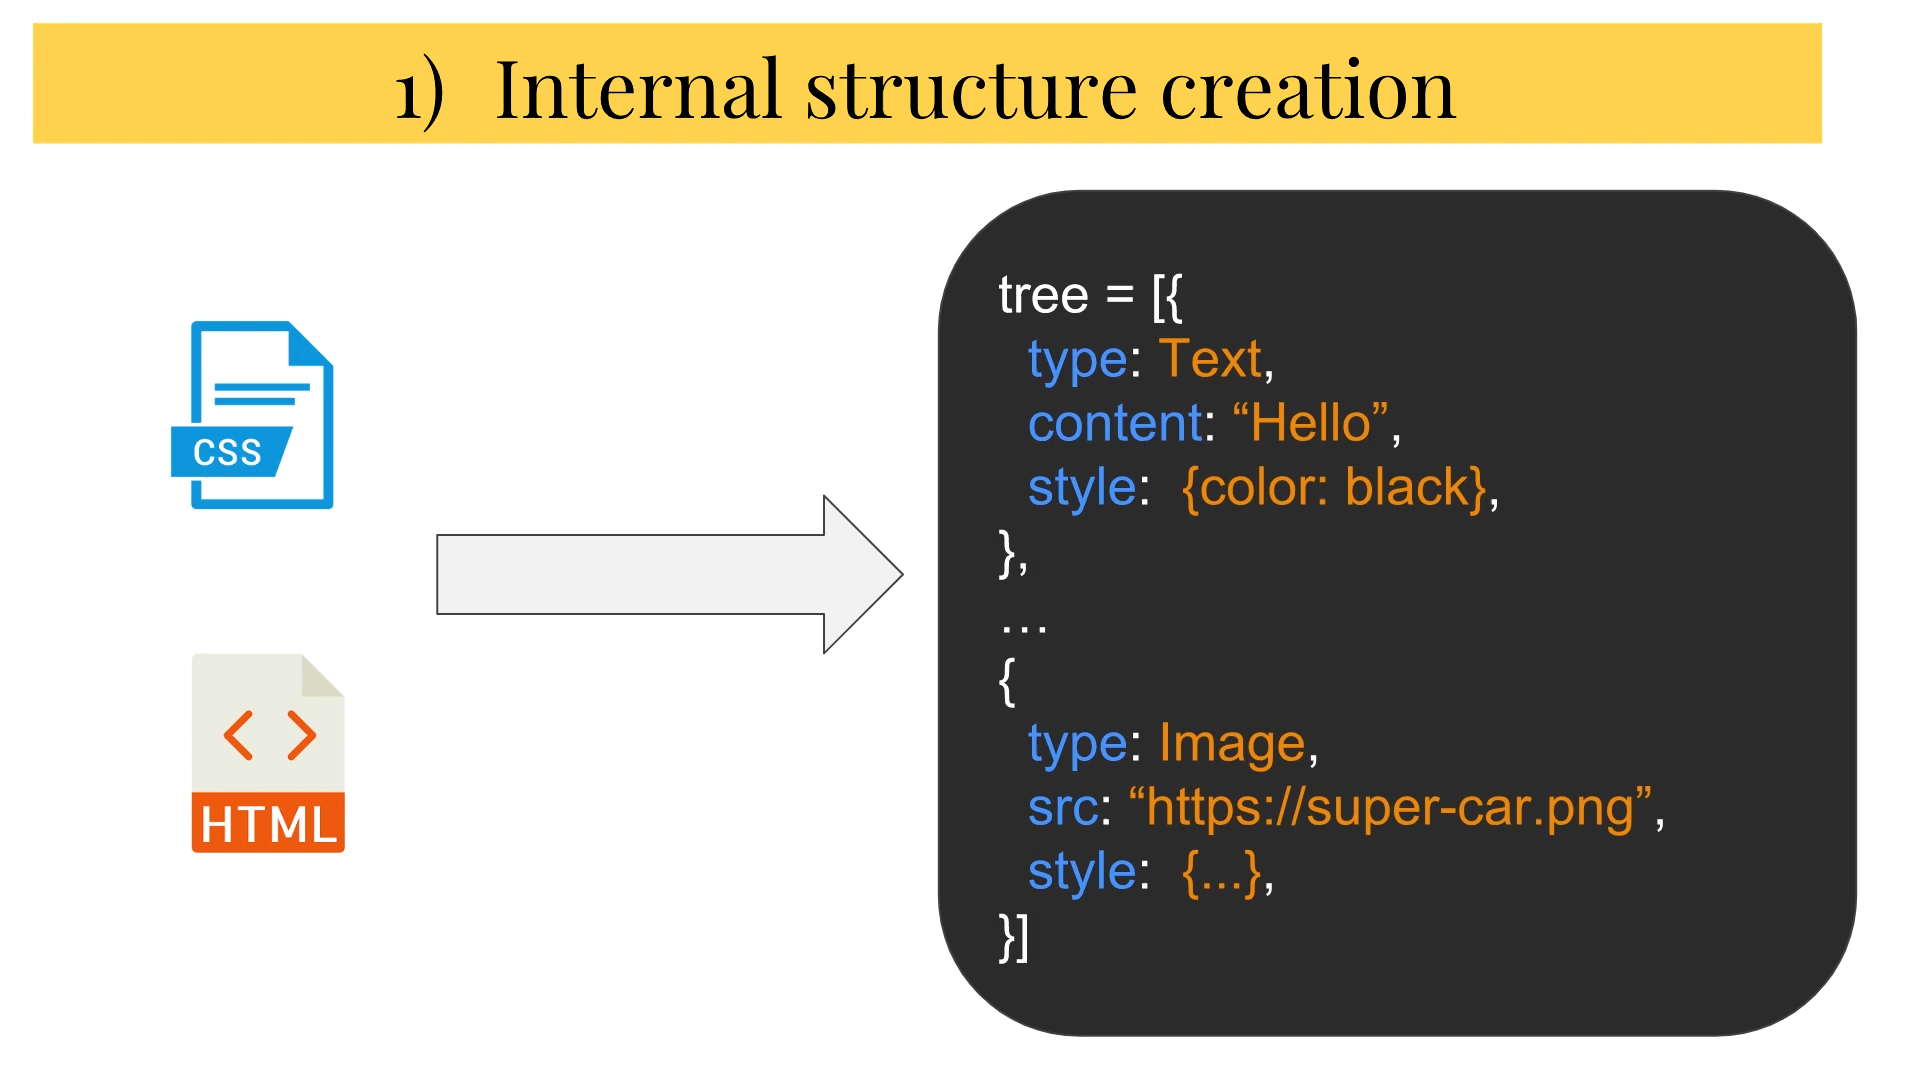 1) Internal structure creation
CSS
HTML
tree = [{
type: Text,
content: “Hello”,
style: {color: black},
},
…
{
type: Image,
src: “https://super-car.png”,
style: {...},
}]